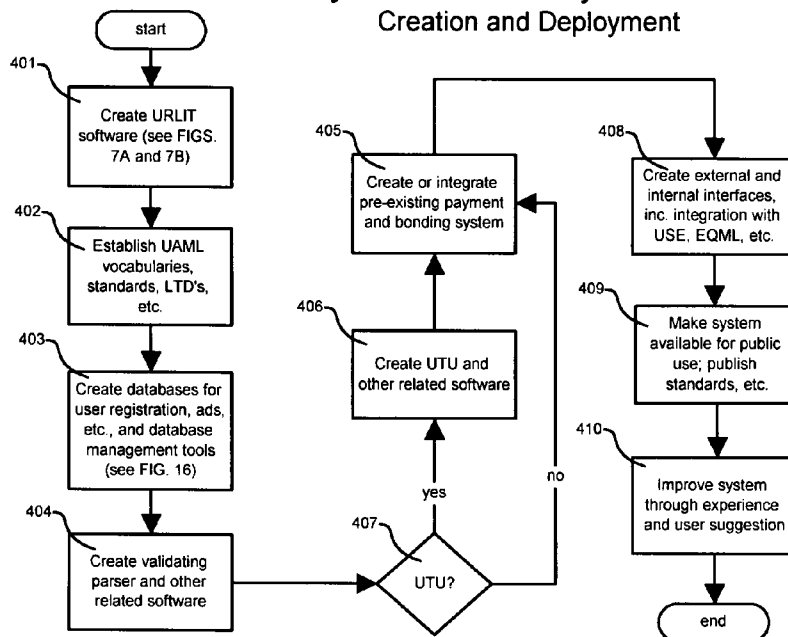 Creation and Deployment
start
401
Create URLIT
software (see FIGS.
7A and 7B)
402
Establish UAML
vocabularies,
standards, LTD's,
etc.
403
Create databases for
user registration, ads,
etc., and database
management tools
(see FIG. 16)
404
Create validating
parser and other
related software
407
UTU?
yes
no
406
Create UTU and
other related software
405
Create or integrate
pre-existing payment
and bonding system
408
Create external and
internal interfaces,
inc. integration with
USE, EQML, etc.
409
Make system
available for public
use; publish
standards, etc.
410
Improve system
through experience
and user suggestion
end